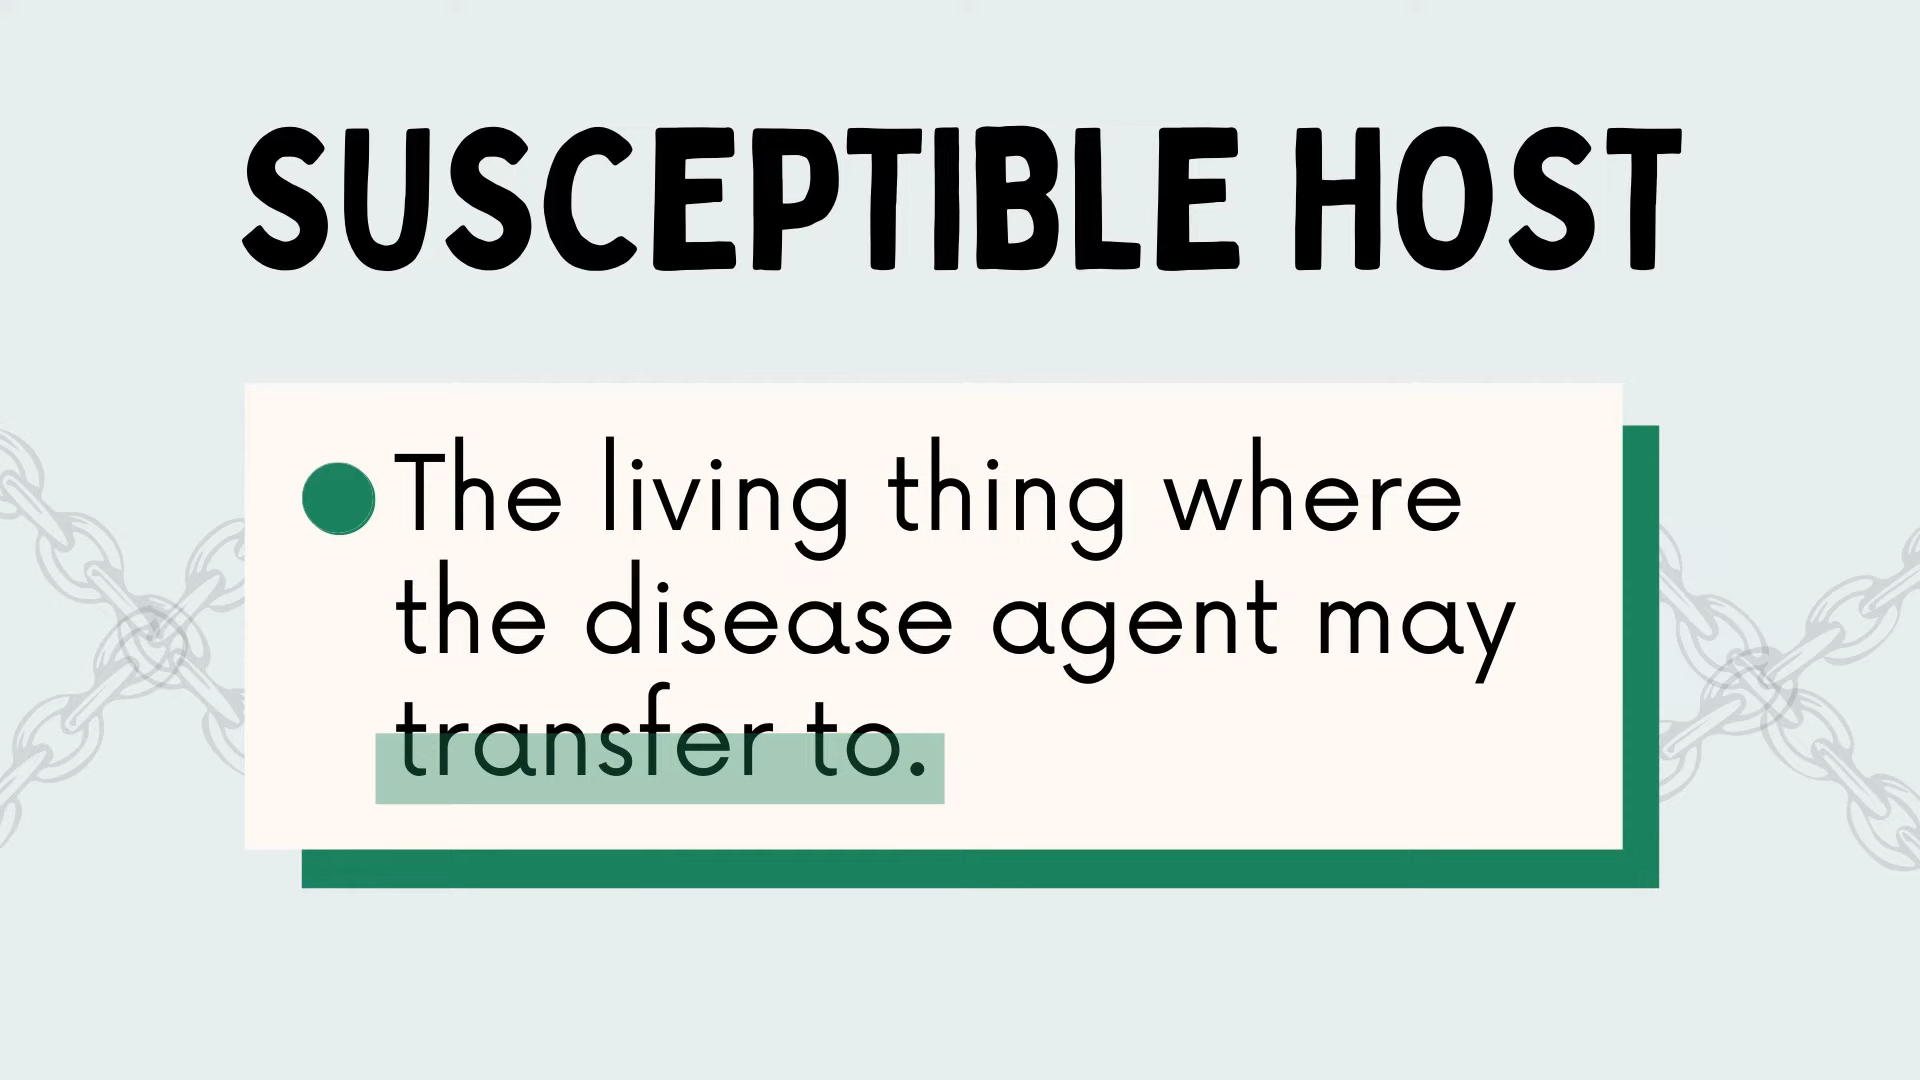 SUSCEPTIBLE HOST
The living thing where
the disease agent may
transfer to.